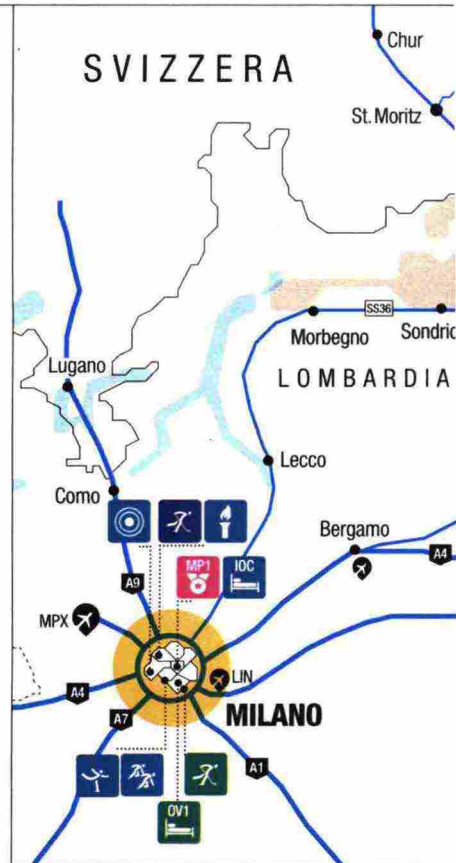 Chur
SVIZZERA
St. Moritz
SS36
Morbegno
Sondrio
Lugano
LOMBARDIA
Lecco
Como
Bergamo
MP1
IOC
A4
A9
MPX
LIN
A4
MILANO
A7
A1
OV1